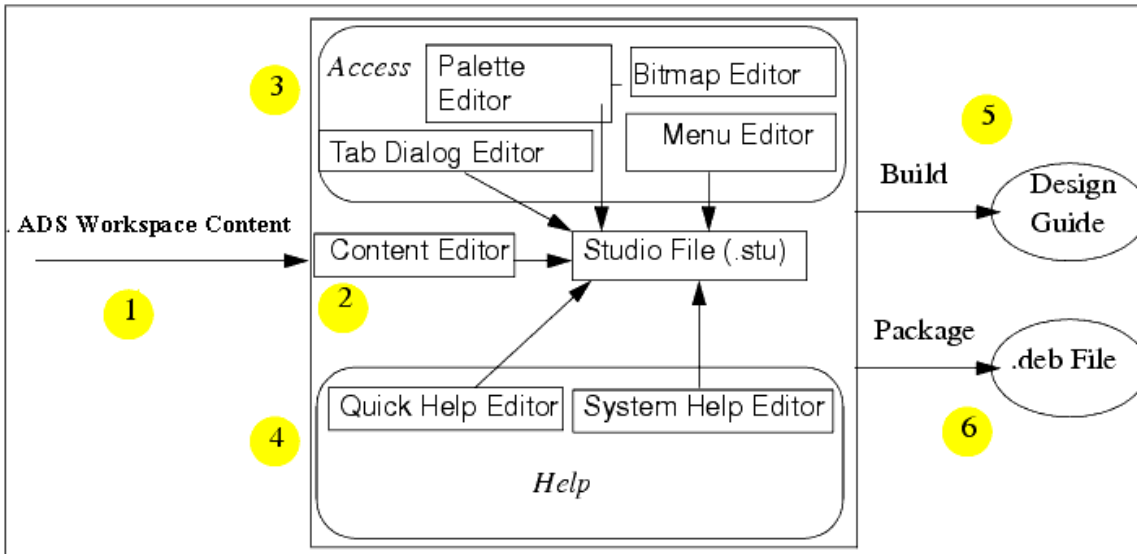 Access
Palette
Editor
Bitmap Editor
3
5
Menu Editor
Tab Dialog Editor
Build
Design
Guide
. ADS Workspace Content
Content Editor
Studio File (.stu)
1
2
Package
.deb File
Quick Help Editor
System Help Editor
4
6
Help